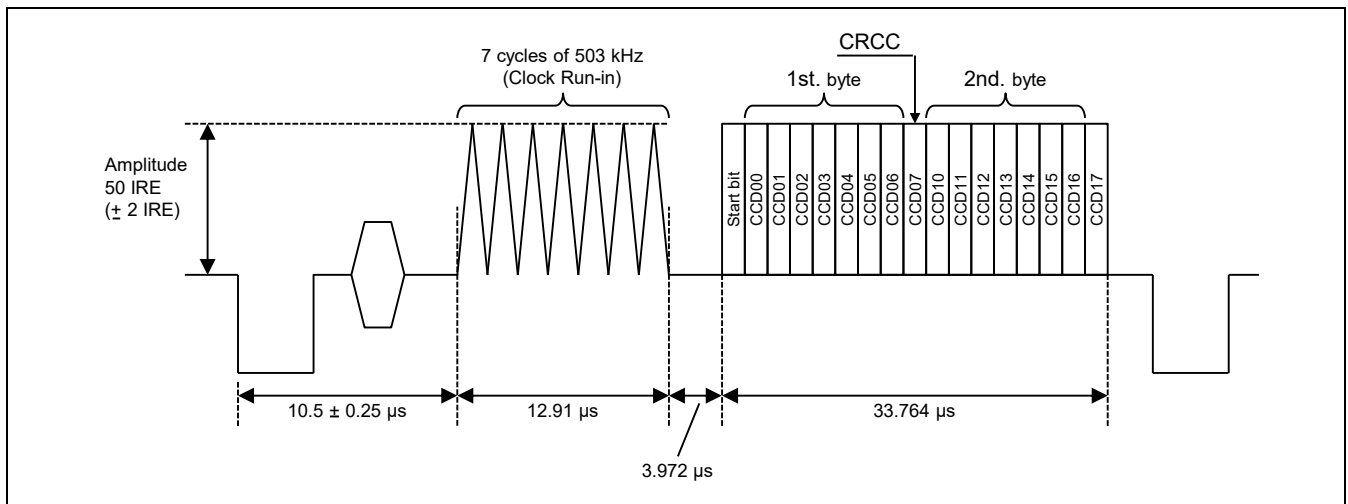 CRCC
7 cycles of 503 kHz
(Clock Run-in)
1st. byte
2nd. byte
Amplitude
50 IRE
(± 2 IRE)
Start bit
CCD00
CCD01
CCD02
CCD03
CCD04
CCD05
CCD06
CCD07
CCD10
CCD11
CCD12
CCD13
CCD14
CCD15
CCD16
CCD17
10.5 ± 0.25 µs
12.91 µs
33.764 µs
3.972 µs